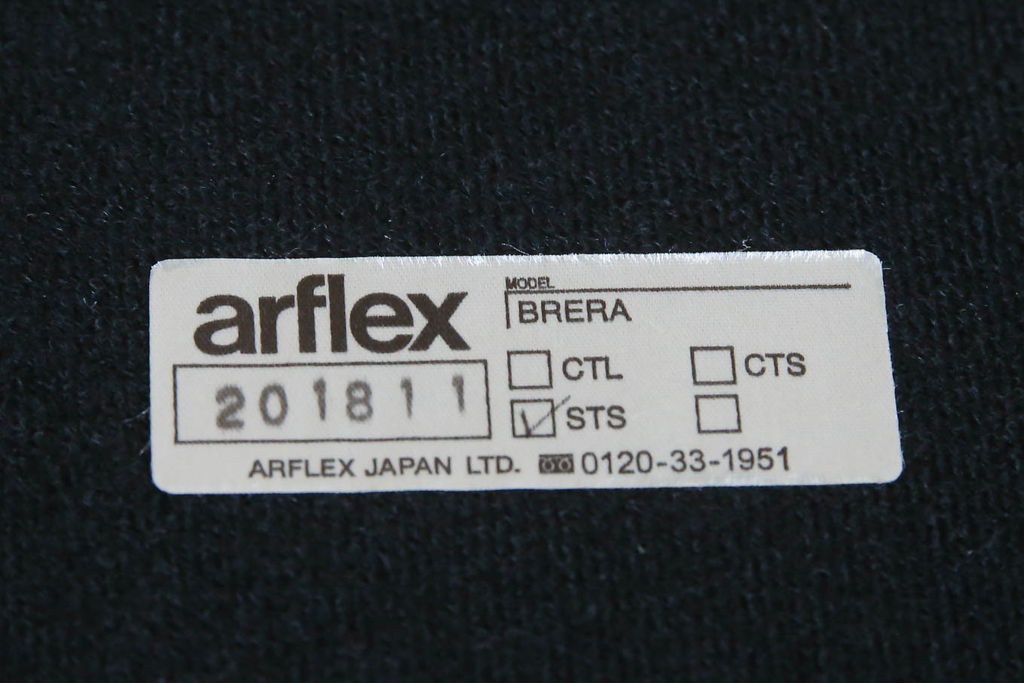 arflex
201811
MODEL
BRERA
CTL
CTS
STS
ARFLEX JAPAN LTD. 0120-33-1951